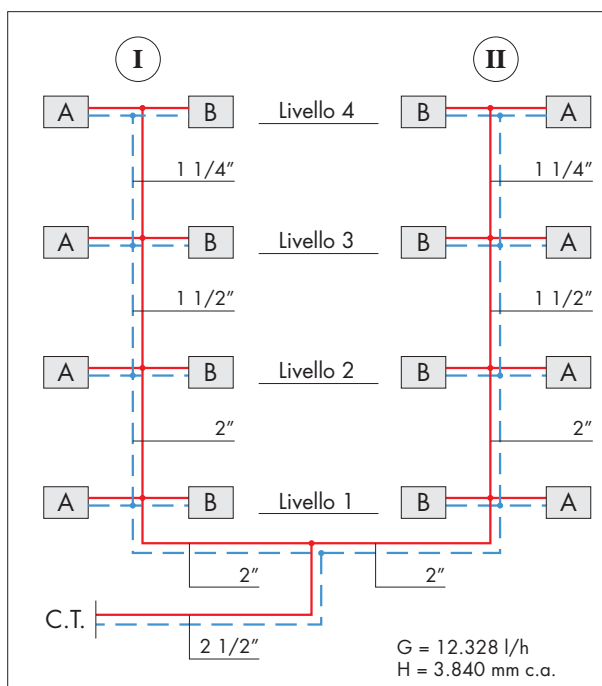 I II
A B Livello 4 B A
1 1/4” 1 1/4”
A B Livello 3 B A
1 1/2” 1 1/2”
A B Livello 2 B A
2” 2”
A B Livello 1 B A
2” 2”
C.T.
2 1/2”
G = 12.328 l/h
H = 3.840 mm c.a.